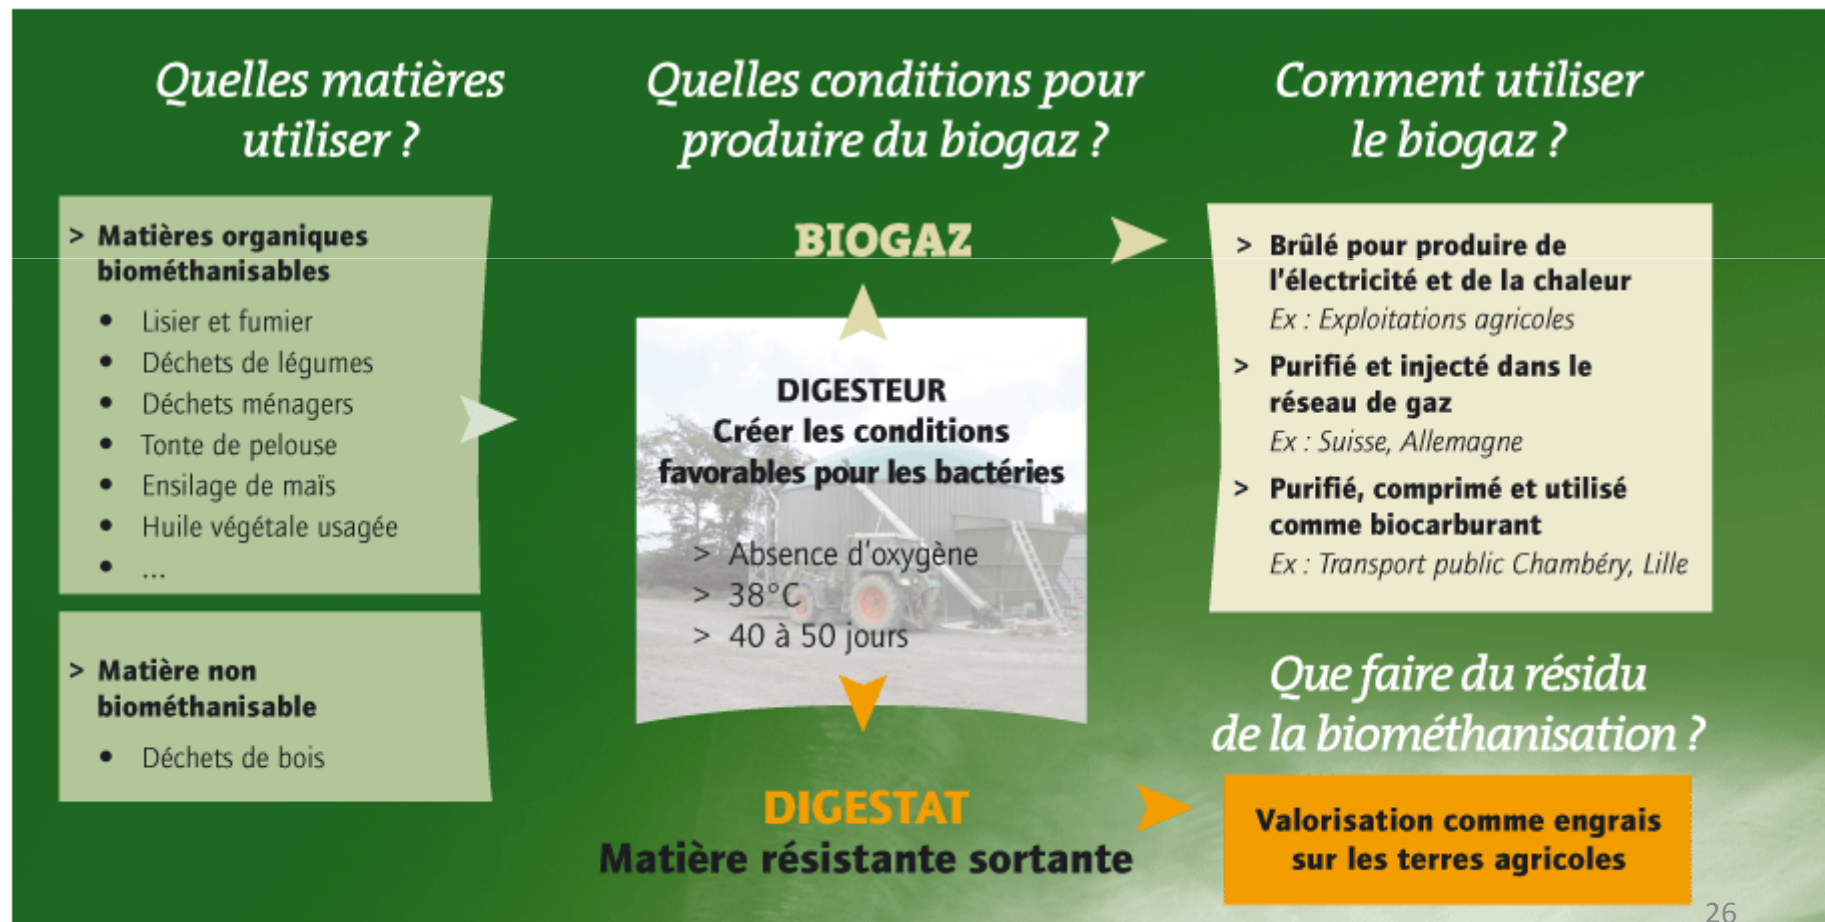 Quelles matières
utiliser ?
> Matières organiques
biométhanisables
• Lisier et fumier
• Déchets de légumes
• Déchets ménagers
• Tonte de pelouse
• Ensilage de maïs
• Huile végétale usagée
• ...
> Matière non
biométhanisable
• Déchets de bois
Quelles conditions pour
produire du biogaz ?
BIOGAZ
DIGESTEUR
Créer les conditions
favorables pour les bactéries
> Absence d'oxygène
> 38°C
> 40 à 50 jours
DIGESTAT
Matière résistante sortante
Comment utiliser
le biogaz ?
> Brûlé pour produire de
l'électricité et de la chaleur
Ex : Exploitations agricoles
> Purifié et injecté dans le
réseau de gaz
Ex : Suisse, Allemagne
> Purifié, comprimé et utilisé
comme biocarburant
Ex : Transport public Chambéry, Lille
Que faire du résidu
de la biométhanisation ?
Valorisation comme engrais
sur les terres agricoles
26